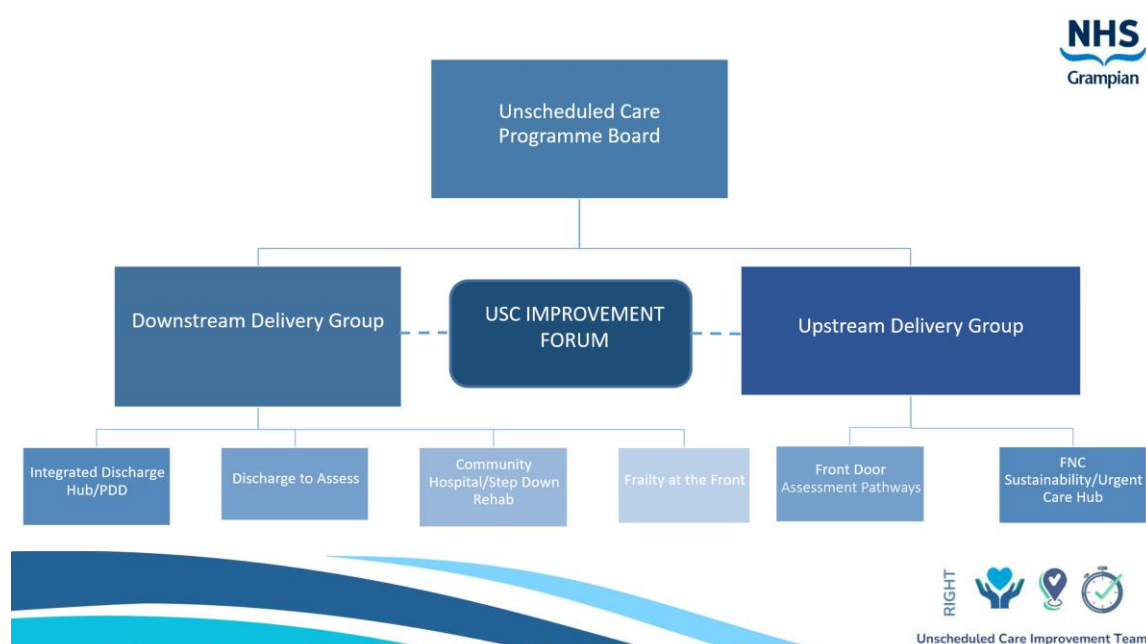 NHS
Grampian
Unscheduled Care
Programme Board
Downstream Delivery Group
USC IMPROVEMENT
FORUM
Upstream Delivery Group
Integrated Discharge
Hub/PDD
Discharge to Assess
Community
Hospital/Step Down
Rehab
Frailty at the Front
Front Door
Assessment Pathways
FNC
Sustainability/Urgent
Care Hub
RIGHT
Unscheduled Care Improvement Team